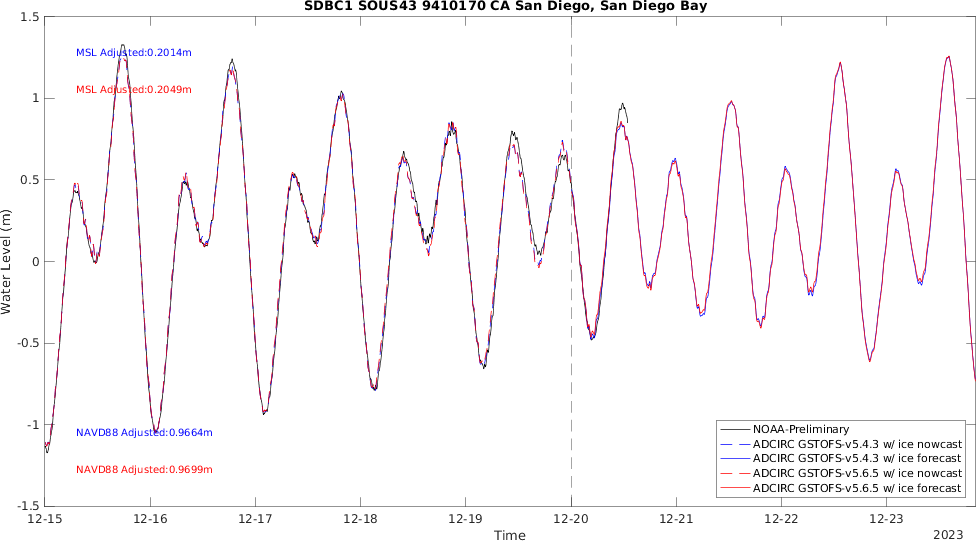 SDBC1 SOUS43 9410170 CA San Diego, San Diego Bay
1.5
1
0.5
0
-0.5
-1
-1.5
Water Level (m)
MSL Adjusted:0.2014m
MSL Adjusted:0.2049m
NAVD88 Adjusted:0.9664m
NAVD88 Adjusted:0.9699m
NOAA-Preliminary
ADCIRC GSTOFS-v5.4.3 w/ ice nowcast
ADCIRC GSTOFS-v5.4.3 w/ ice forecast
ADCIRC GSTOFS-v5.6.5 w/ ice nowcast
ADCIRC GSTOFS-v5.6.5 w/ ice forecast
12-15 12-16 12-17 12-18 12-19 12-20 12-21 12-22 12-23
Time
2023